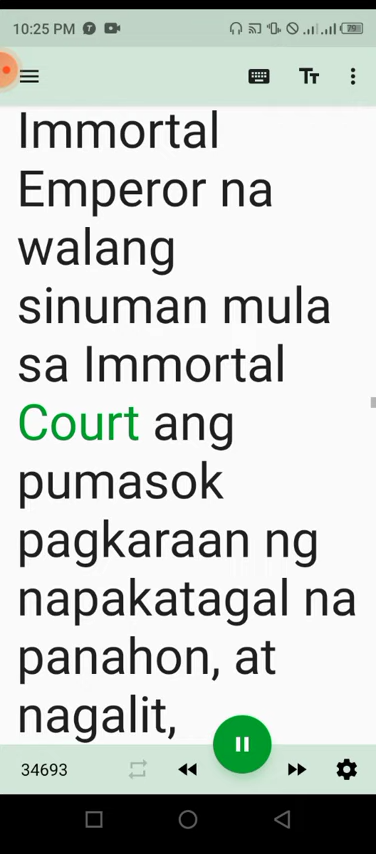 10:25 PM
29
Immortal
Emperor na
walang
sinuman mula
sa Immortal
Court ang
pumasok
pagkaraan ng
napakatagal na
panahon, at
nagalit,
34693